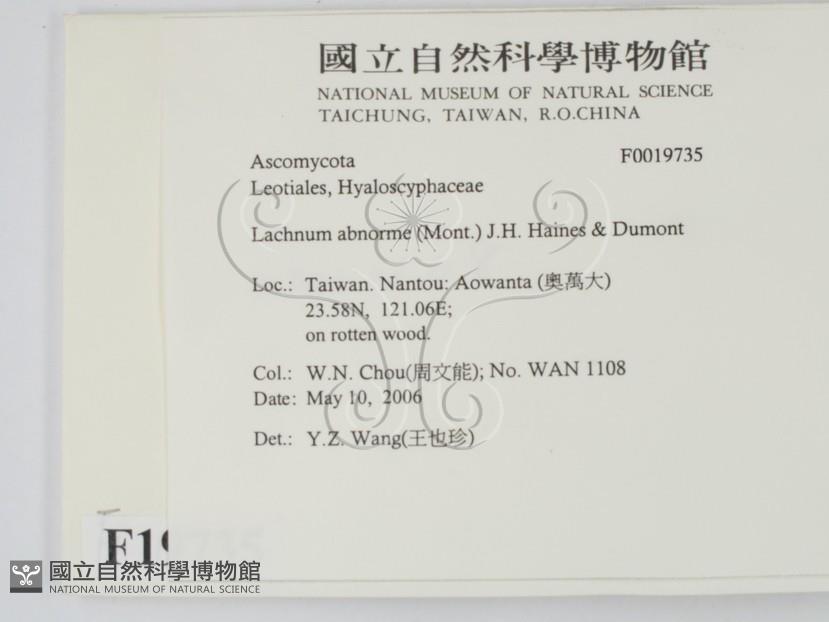 國立自然科學博物館
NATIONAL MUSEUM OF NATURAL SCIENCE
TAICHUNG, TAIWAN, R.O.CHINA
Ascomycota F0019735
Leotiales, Hyaloscyphaceae
Lachnum abnorme (Mont.) J.H. Haines & Dumont
Loc.: Taiwan. Nantou: Aowanta (奧萬大)
23.58N, 121.06E;
on rotten wood.
Col.: W.N. Chou(周文能); No. WAN 1108
Date: May 10, 2006
Det.: Y.Z. Wang(王也珍)
F19735
國立自然科學博物館
NATIONAL MUSEUM OF NATURAL SCIENCE